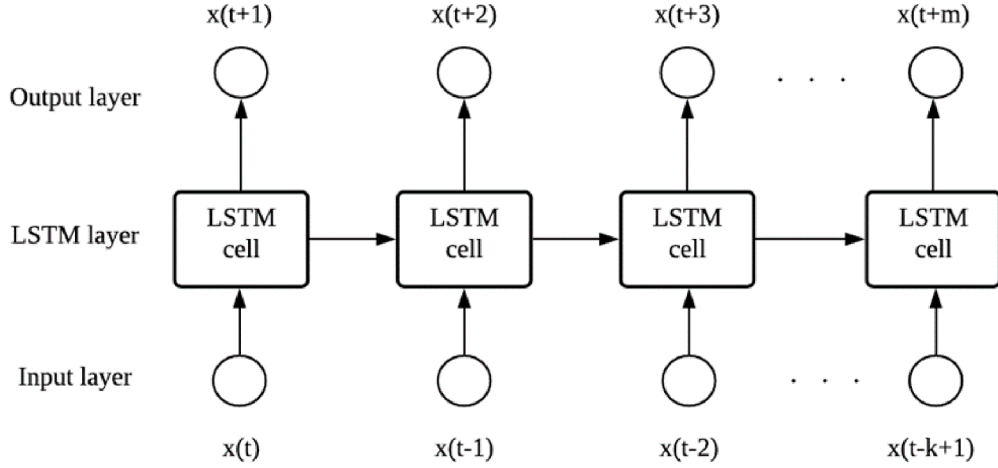 x(t+1) x(t+2) x(t+3) x(t+m)
Output layer . . .
LSTM layer
LSTM cell
LSTM cell
LSTM cell
LSTM cell
Input layer . . .
x(t) x(t-1) x(t-2) x(t-k+1)